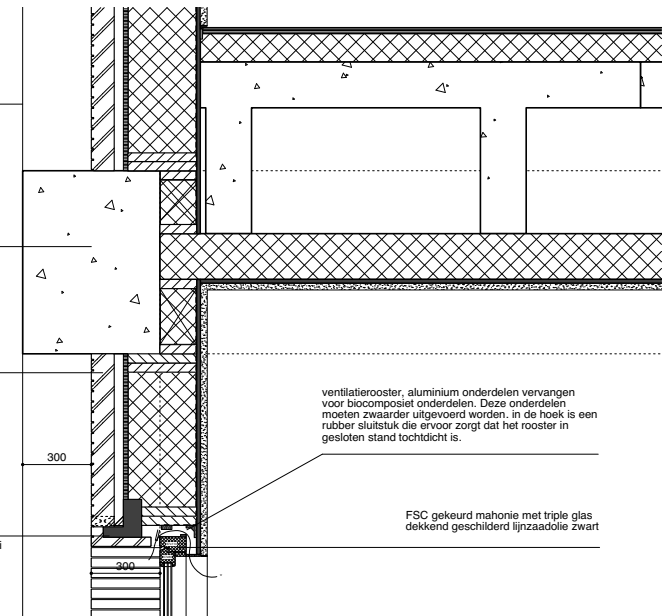 ventilatierooster, aluminium onderdelen vervangen
voor biocomposiet onderdelen. Deze onderdelen
moeten zwaarder uitgevoerd worden. in de hoek is een
rubber sluitstuk die ervoor zorgt dat het rooster in
gesloten stand tochtdicht is.
300
FSC gekeurd mahonie met triple glas
dekkend geschilderd lijnzaadolie zwart
i
300